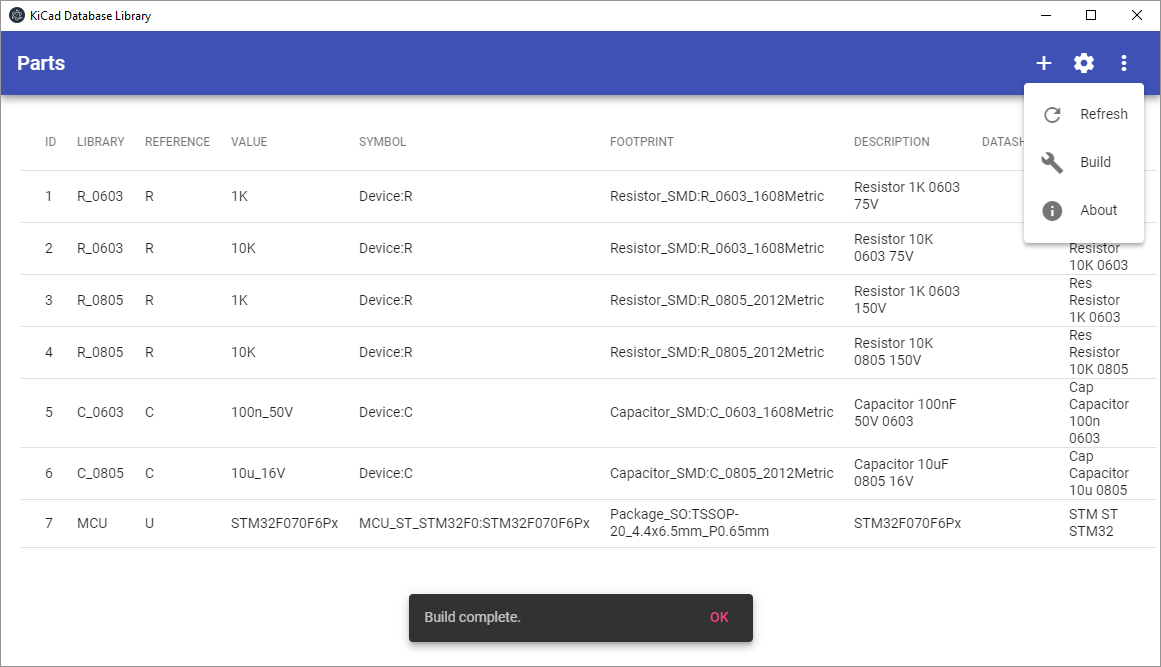 KiCad Database Library
Parts
Refresh
Build
About
ID LIBRARY REFERENCE VALUE SYMBOL FOOTPRINT DESCRIPTION DATASH
1 R_0603 R 1K Device:R Resistor_SMD:R_0603_1608Metric Resistor 1K 0603
75V
2 R_0603 R 10K Device:R Resistor_SMD:R_0603_1608Metric Resistor 10K
0603 75V
Resistor
10K 0603
3 R_0805 R 1K Device:R Resistor_SMD:R_0805_2012Metric Resistor 1K 0603
150V
Res
Resistor
1K 0603
4 R_0805 R 10K Device:R Resistor_SMD:R_0805_2012Metric Resistor 10K
0805 150V
Res
Resistor
10K 0805
5 C_0603 C 100n_50V Device:C Capacitor_SMD:C_0603_1608Metric Capacitor 100nF
50V 0603
Cap
Capacitor
100n
0603
6 C_0805 C 10u_16V Device:C Capacitor_SMD:C_0805_2012Metric Capacitor 10uF
0805 16V
Cap
Capacitor
10u 0805
7 MCU U STM32F070F6Px MCU_ST_STM32F0:STM32F070F6Px Package_SO:TSSOP-
20_4.4x6.5mm_P0.65mm
STM32F070F6Px
STM ST
STM32
Build complete. OK